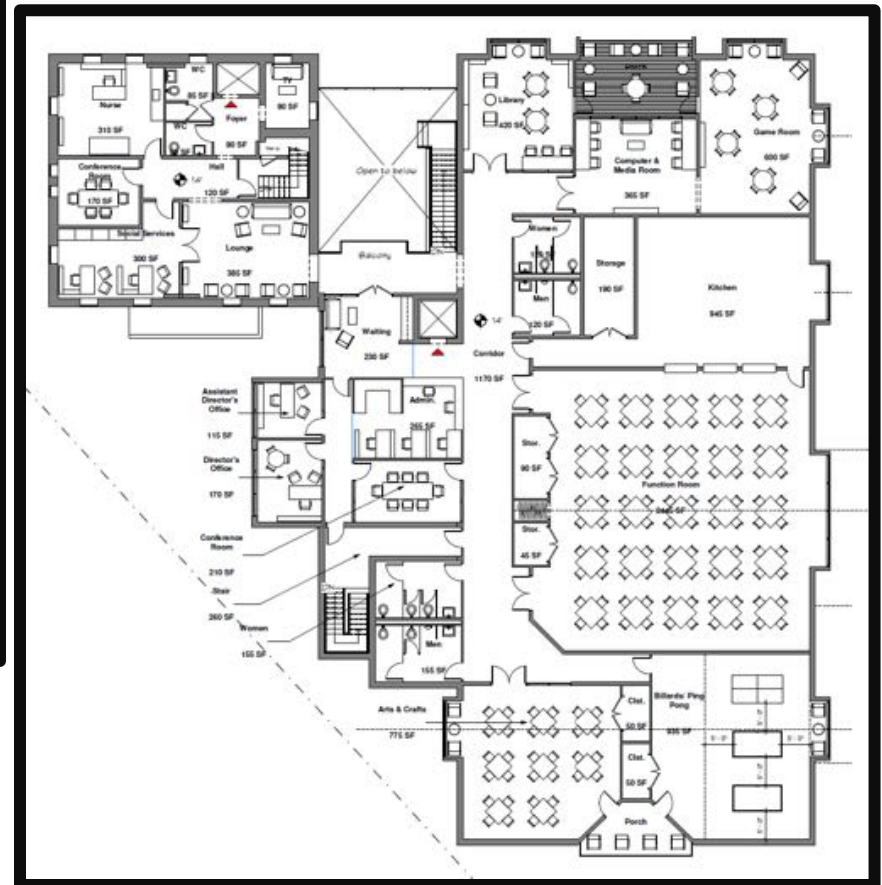 WC
85 SF
TV
90 SF
Nurse
310 SF
WC
SF
Foyer
90 SF
Hall
120 SF
Conference
Room
170 SF
Social Services
300 SF
Lounge
385 SF
Open to below
Balcony
Library
420 SF
Porch
Game Room
600 SF
Computer &
Media Room
365 SF
Women
Men
120 SF
Storage
190 SF
Kitchen
945 SF
Waiting
230 SF
Corridor
1170 SF
Assistant
Director's
Office
115 SF
Admin.
265 SF
Director's
Office
170 SF
Stor.
90 SF
Function Room
Stor.
45 SF
Conference
Room
210 SF
Stair
260 SF
Women
155 SF
Men
155 SF
Arts & Crafts
775 SF
Clst.
50 SF
Billards/ Ping
Pong
935 SF
Clst.
50 SF
Porch